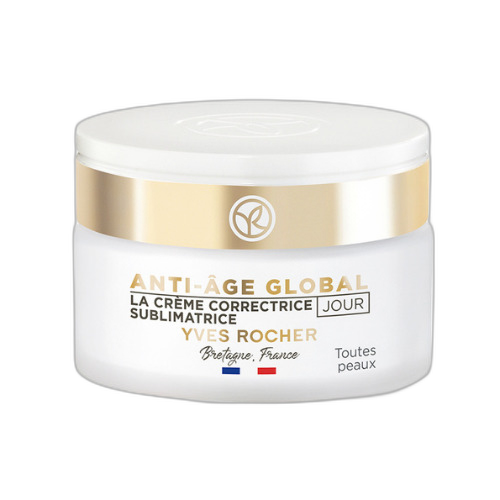 ANTI-ÂGE GLOBAL
LA CRÈME CORRECTRICE JOUR
SUBLIMATRICE
YVES ROCHER
Bretagne, France
Toutes
peaux